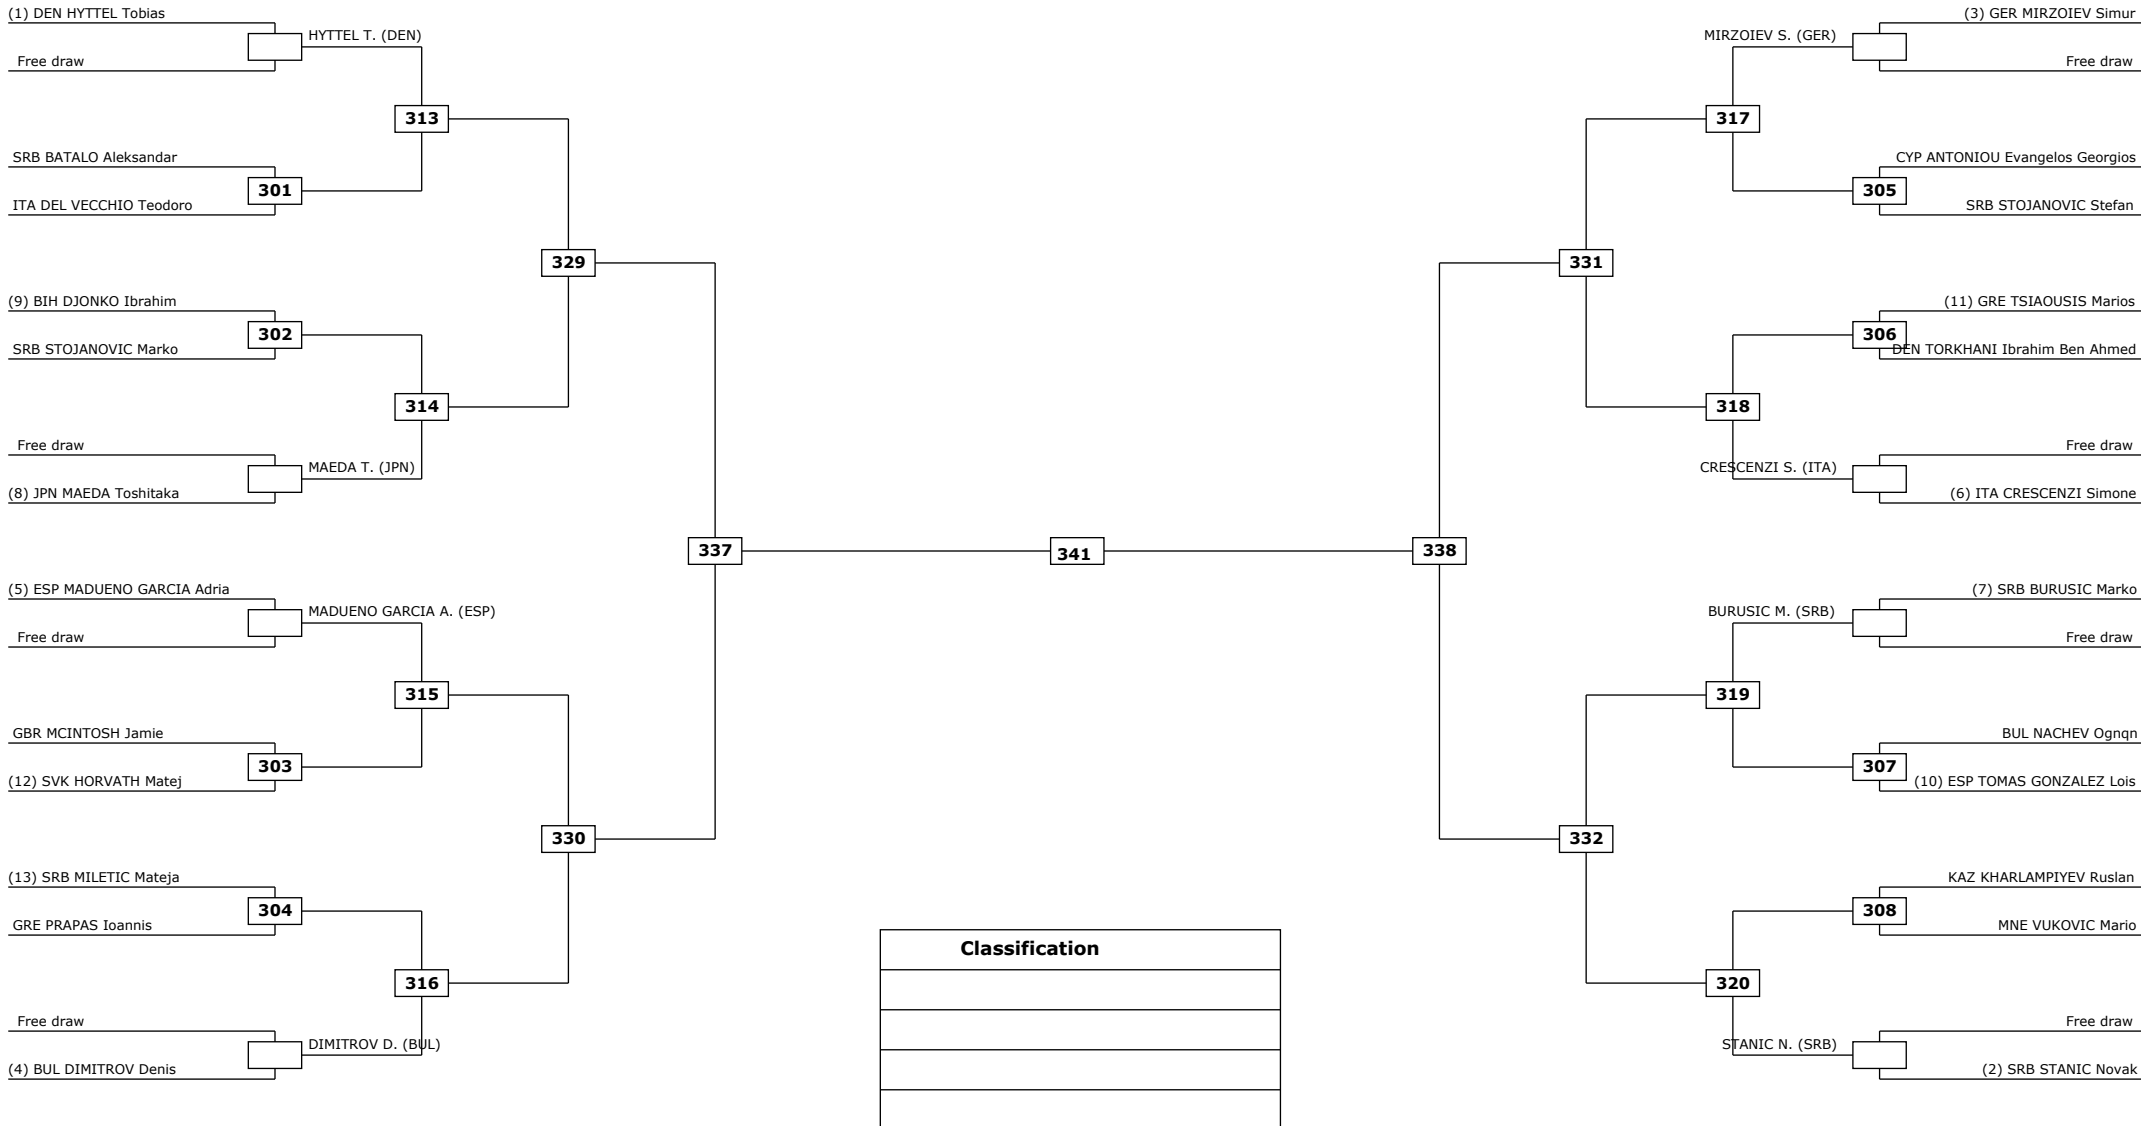 (1) DEN HYTTEL Tobias
HYTTEL T. (DEN)
Free draw
313
SRB BATALO Aleksandar
301
ITA DEL VECCHIO Teodoro
329
(9) BIH DJONKO Ibrahim
302
SRB STOJANOVIC Marko
314
Free draw
MAEDA T. (JPN)
(8) JPN MAEDA Toshitaka
337
(5) ESP MADUENO GARCIA Adria
MADUENO GARCIA A. (ESP)
Free draw
315
GBR MCINTOSH Jamie
303
(12) SVK HORVATH Matej
330
(13) SRB MILETIC Mateja
304
GRE PRAPAS Ioannis
316
Free draw
DIMITROV D. (BUL)
(4) BUL DIMITROV Denis
341
Classification
(3) GER MIRZOIEV Simur
MIRZOIEV S. (GER)
Free draw
317
CYP ANTONIOU Evangelos Georgios
305
SRB STOJANOVIC Stefan
331
(11) GRE TSIAOUSIS Marios
306
DEN TORKHANI Ibrahim Ben Ahmed
318
Free draw
CRESCENZI S. (ITA)
(6) ITA CRESCENZI Simone
338
(7) SRB BURUSIC Marko
BURUSIC M. (SRB)
Free draw
319
BUL NACHEV Ognqn
307
(10) ESP TOMAS GONZALEZ Lois
332
KAZ KHARLAMPIYEV Ruslan
308
MNE VUKOVIC Mario
320
Free draw
STANIC N. (SRB)
(2) SRB STANIC Novak